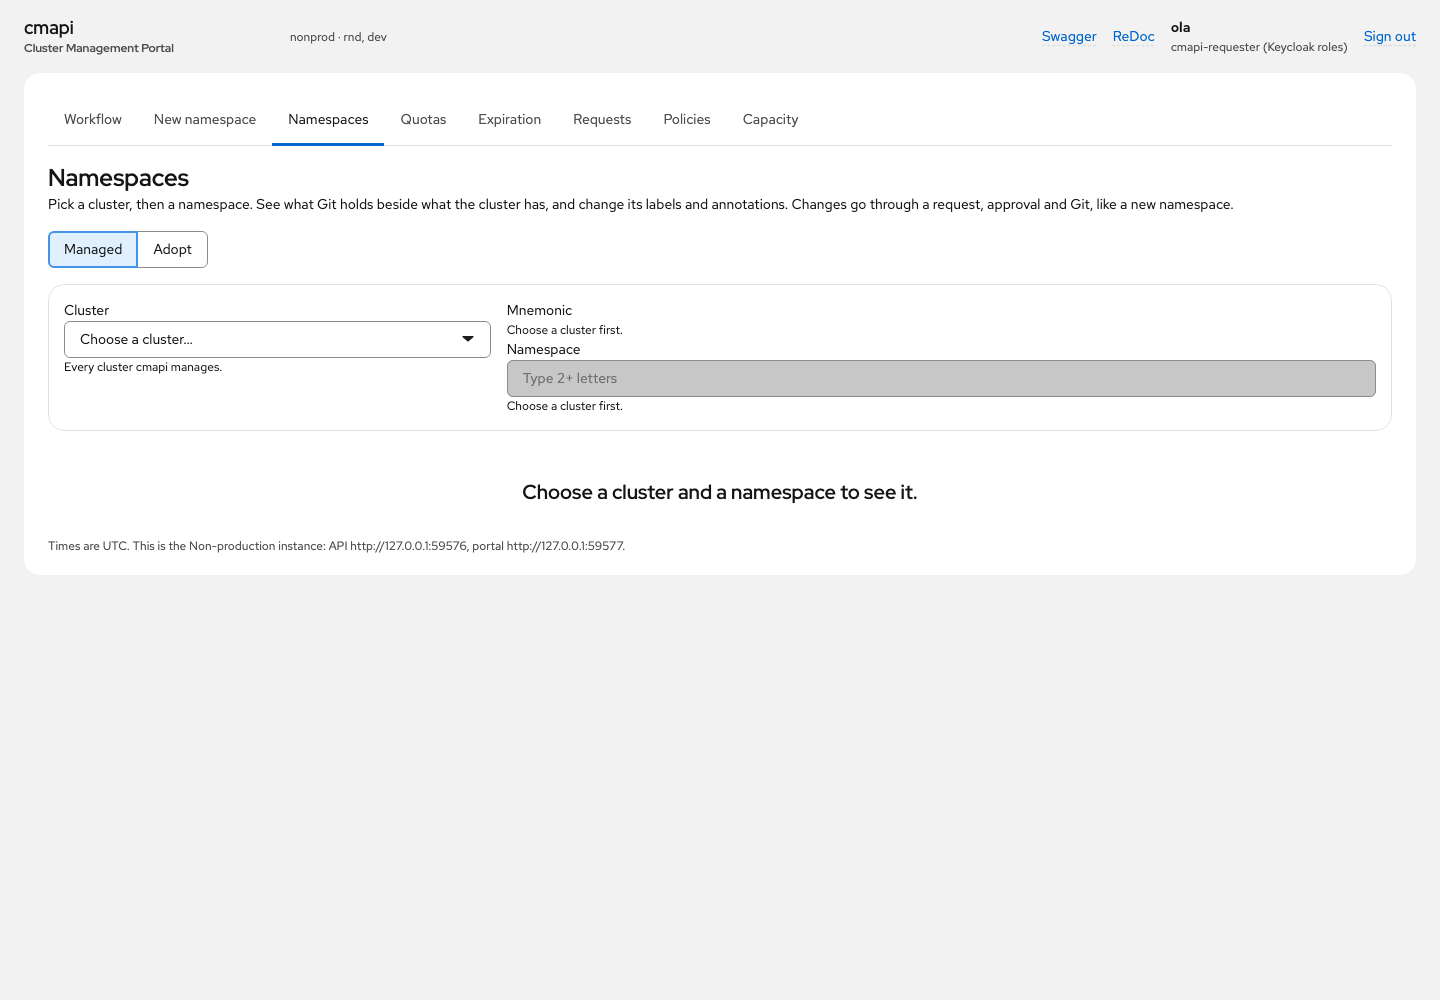 cmapi
Cluster Management Portal
nonprod · rnd, dev
Swagger
ReDoc
ola
cmapi-requester (Keycloak roles)
Sign out
Workflow
New namespace
Namespaces
Quotas
Expiration
Requests
Policies
Capacity
Namespaces
Pick a cluster, then a namespace. See what Git holds beside what the cluster has, and change its labels and annotations. Changes go through a request, approval and Git, like a new namespace.
Managed
Adopt
Cluster
Choose a cluster...
Every cluster cmapi manages.
Mnemonic
Choose a cluster first.
Namespace
Type 2+ letters
Choose a cluster first.
Choose a cluster and a namespace to see it.
Times are UTC. This is the Non-production instance: API http://127.0.0.1:59576, portal http://127.0.0.1:59577.